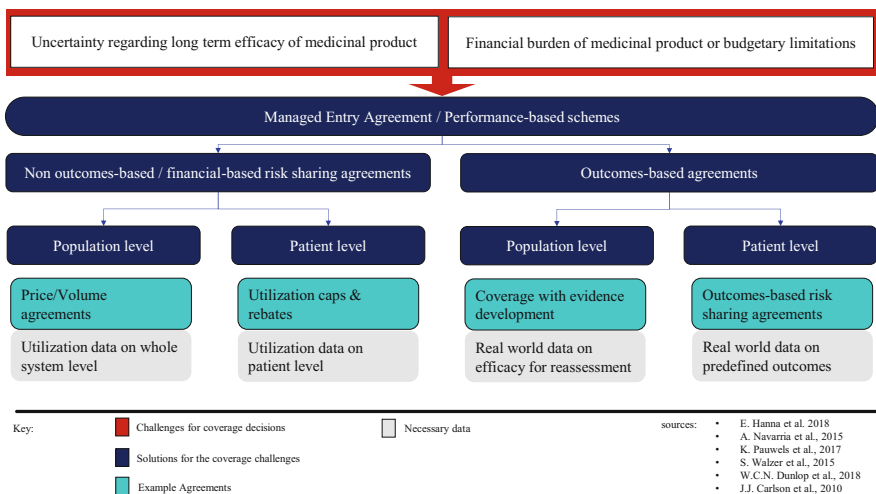 Uncertainty regarding long term efficacy of medicinal product
Financial burden of medicinal product or budgetary limitations
Managed Entry Agreement / Performance-based schemes
Non outcomes-based / financial-based risk sharing agreements
Outcomes-based agreements
Population level
Patient level
Population level
Patient level
Price/Volume
agreements
Utilization caps &
rebates
Coverage with evidence
development
Outcomes-based risk
sharing agreements
Utilization data on whole
system level
Utilization data on
patient level
Real world data on
efficacy for reassessment
Real world data on
predefined outcomes
Key:
Challenges for coverage decisions
Solutions for the coverage challenges
Example Agreements
Necessary data
sources:
• E. Hanna et al. 2018
• A. Navarria et al., 2015
• K. Pauwels et al., 2017
• S. Walzer et al., 2015
• W.C.N. Dunlop et al., 2018
• J.J. Carlson et al., 2010